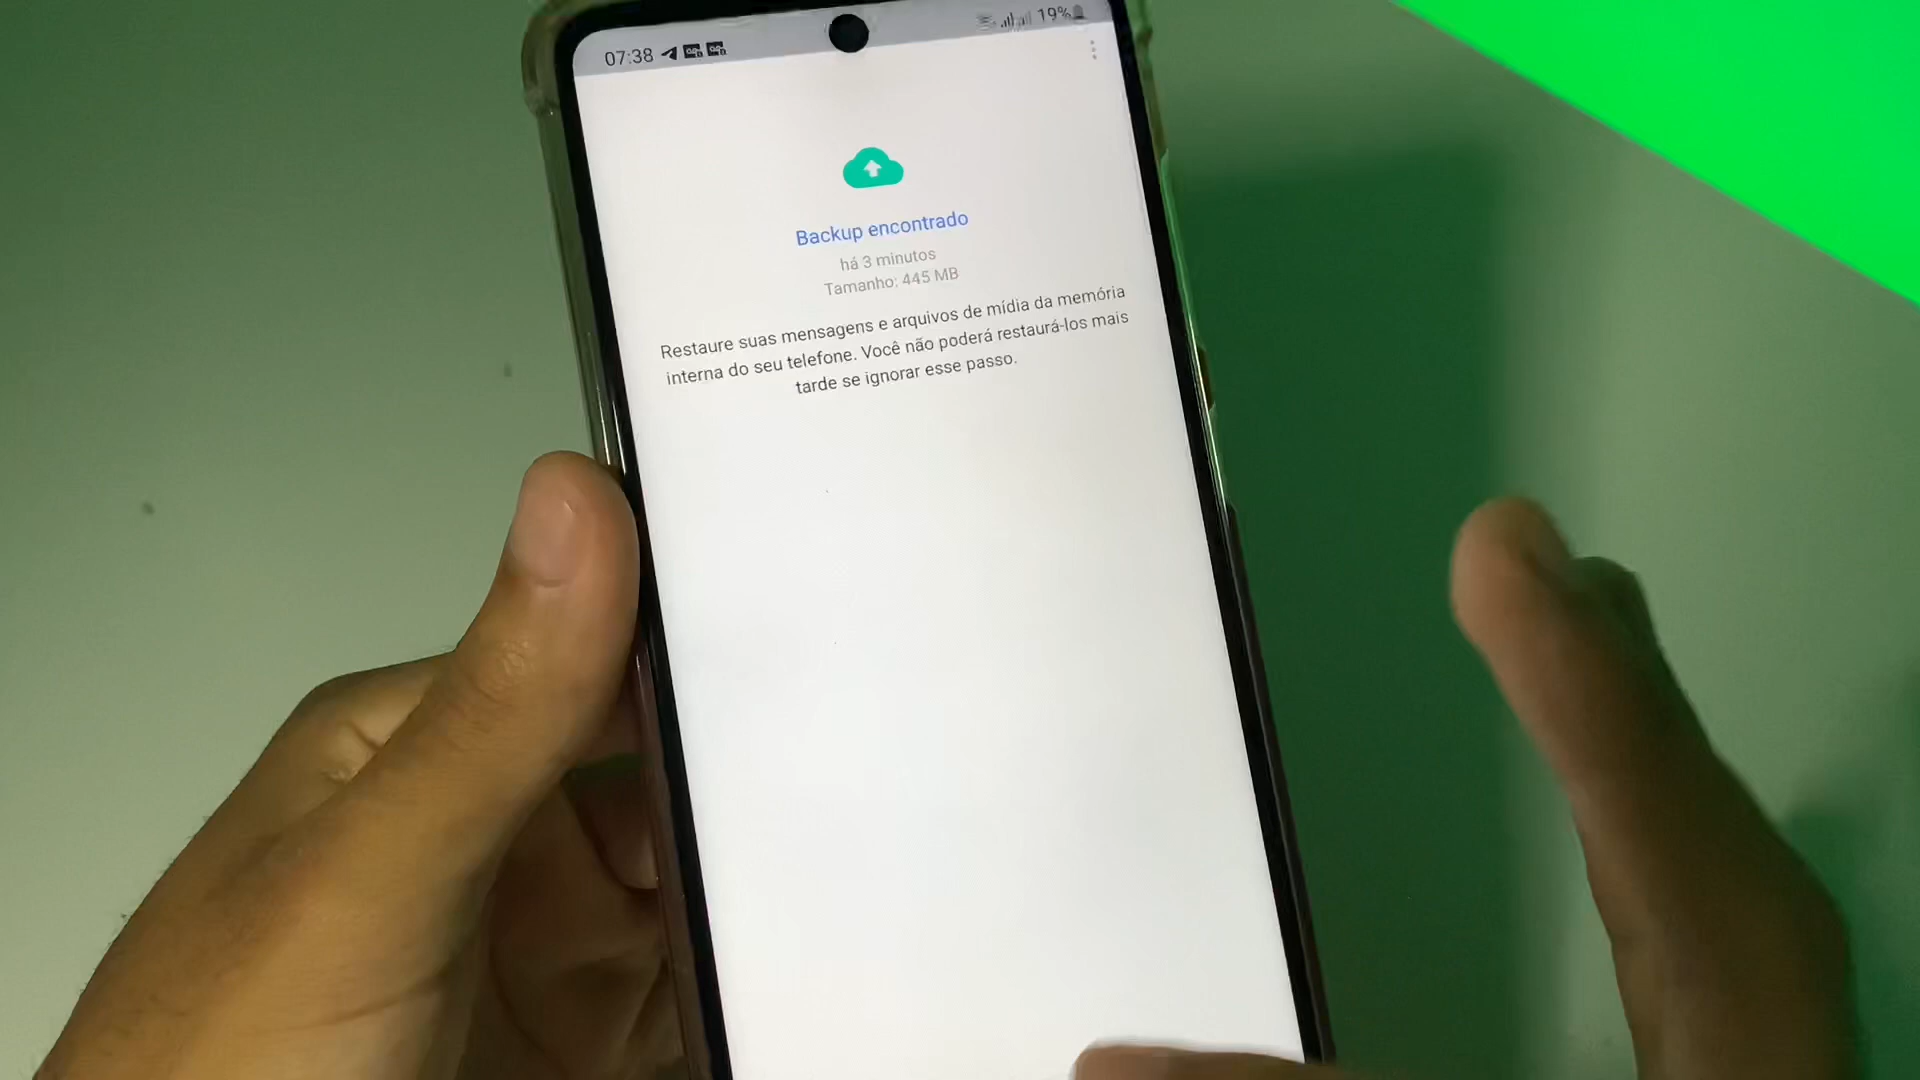 07:38
19%
Backup encontrado
há 3 minutos
Tamanho: 445 MB
Restaure suas mensagens e arquivos de mídia da memória
interna do seu telefone. Você não poderá restaurá-los mais
tarde se ignorar esse passo.